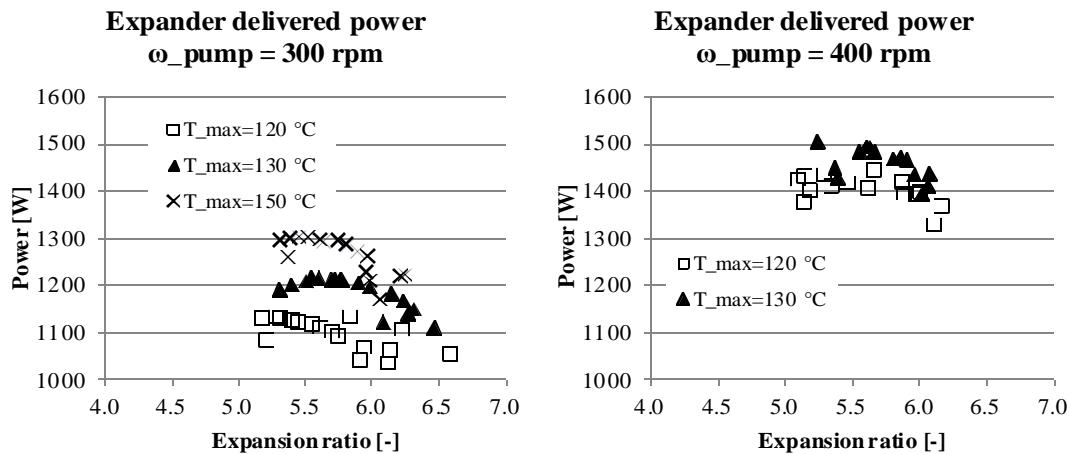 Expander delivered power
ω_pump = 300 rpm
1600
1500
1400
1300
1200
1100
1000
Power [W]
T_max=120 °C
T_max=130 °C
T_max=150 °C
4.0 4.5 5.0 5.5 6.0 6.5 7.0
Expansion ratio [-]
Expander delivered power
ω_pump = 400 rpm
1600
1500
1400
1300
1200
1100
1000
Power [W]
T_max=120 °C
T_max=130 °C
4.0 4.5 5.0 5.5 6.0 6.5 7.0
Expansion ratio [-]